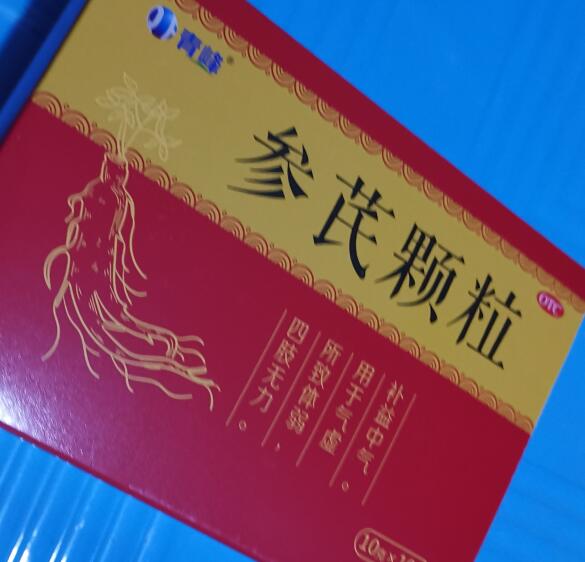 青峰®
参芪颗粒
OTC
补益中气。
用于气虚
所致体弱、
四肢无力。